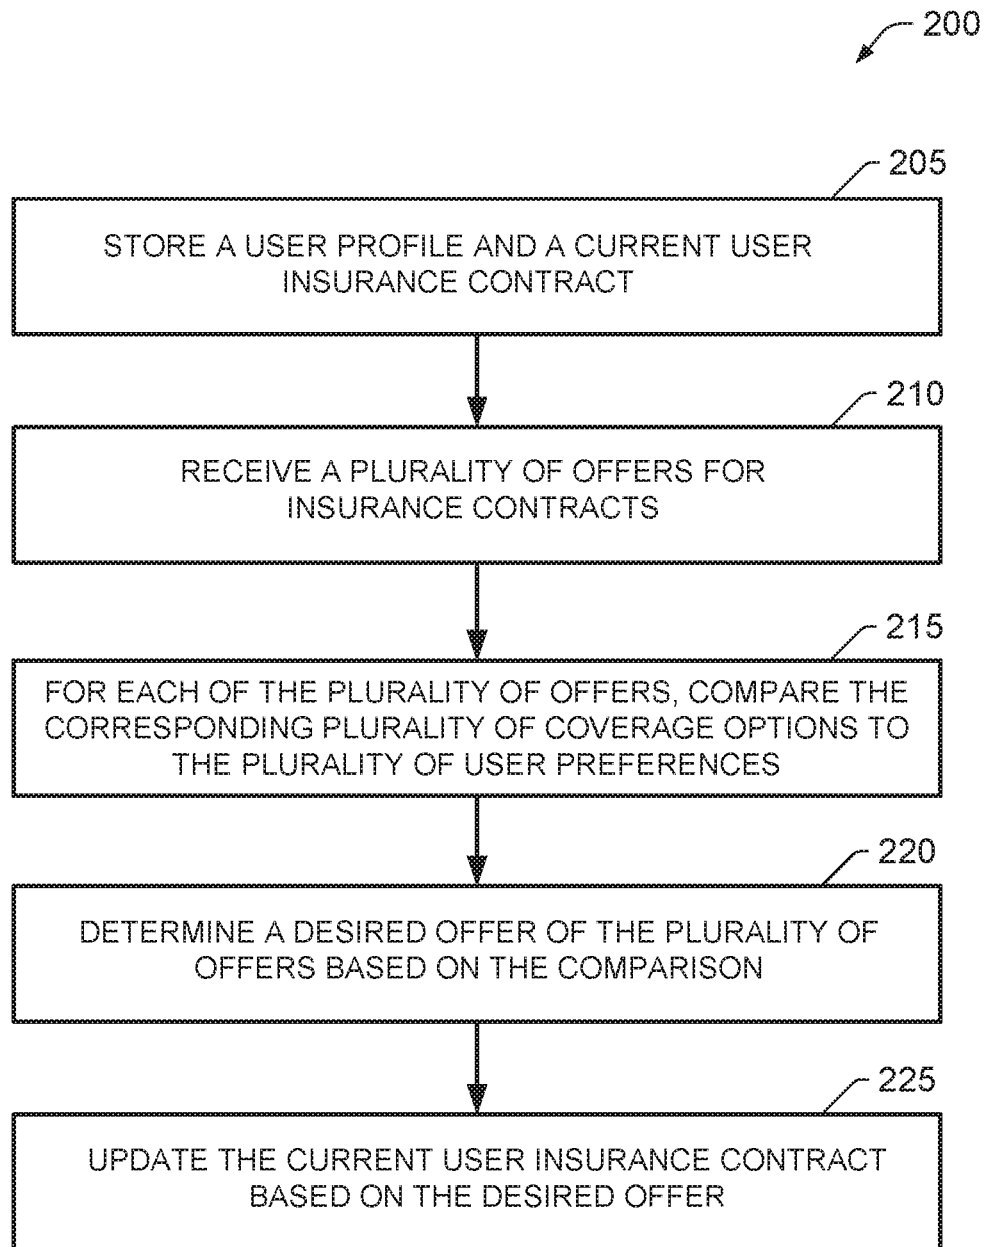 200
205
STORE A USER PROFILE AND A CURRENT USER
INSURANCE CONTRACT
210
RECEIVE A PLURALITY OF OFFERS FOR
INSURANCE CONTRACTS
215
FOR EACH OF THE PLURALITY OF OFFERS, COMPARE THE
CORRESPONDING PLURALITY OF COVERAGE OPTIONS TO
THE PLURALITY OF USER PREFERENCES
220
DETERMINE A DESIRED OFFER OF THE PLURALITY OF
OFFERS BASED ON THE COMPARISON
225
UPDATE THE CURRENT USER INSURANCE CONTRACT
BASED ON THE DESIRED OFFER